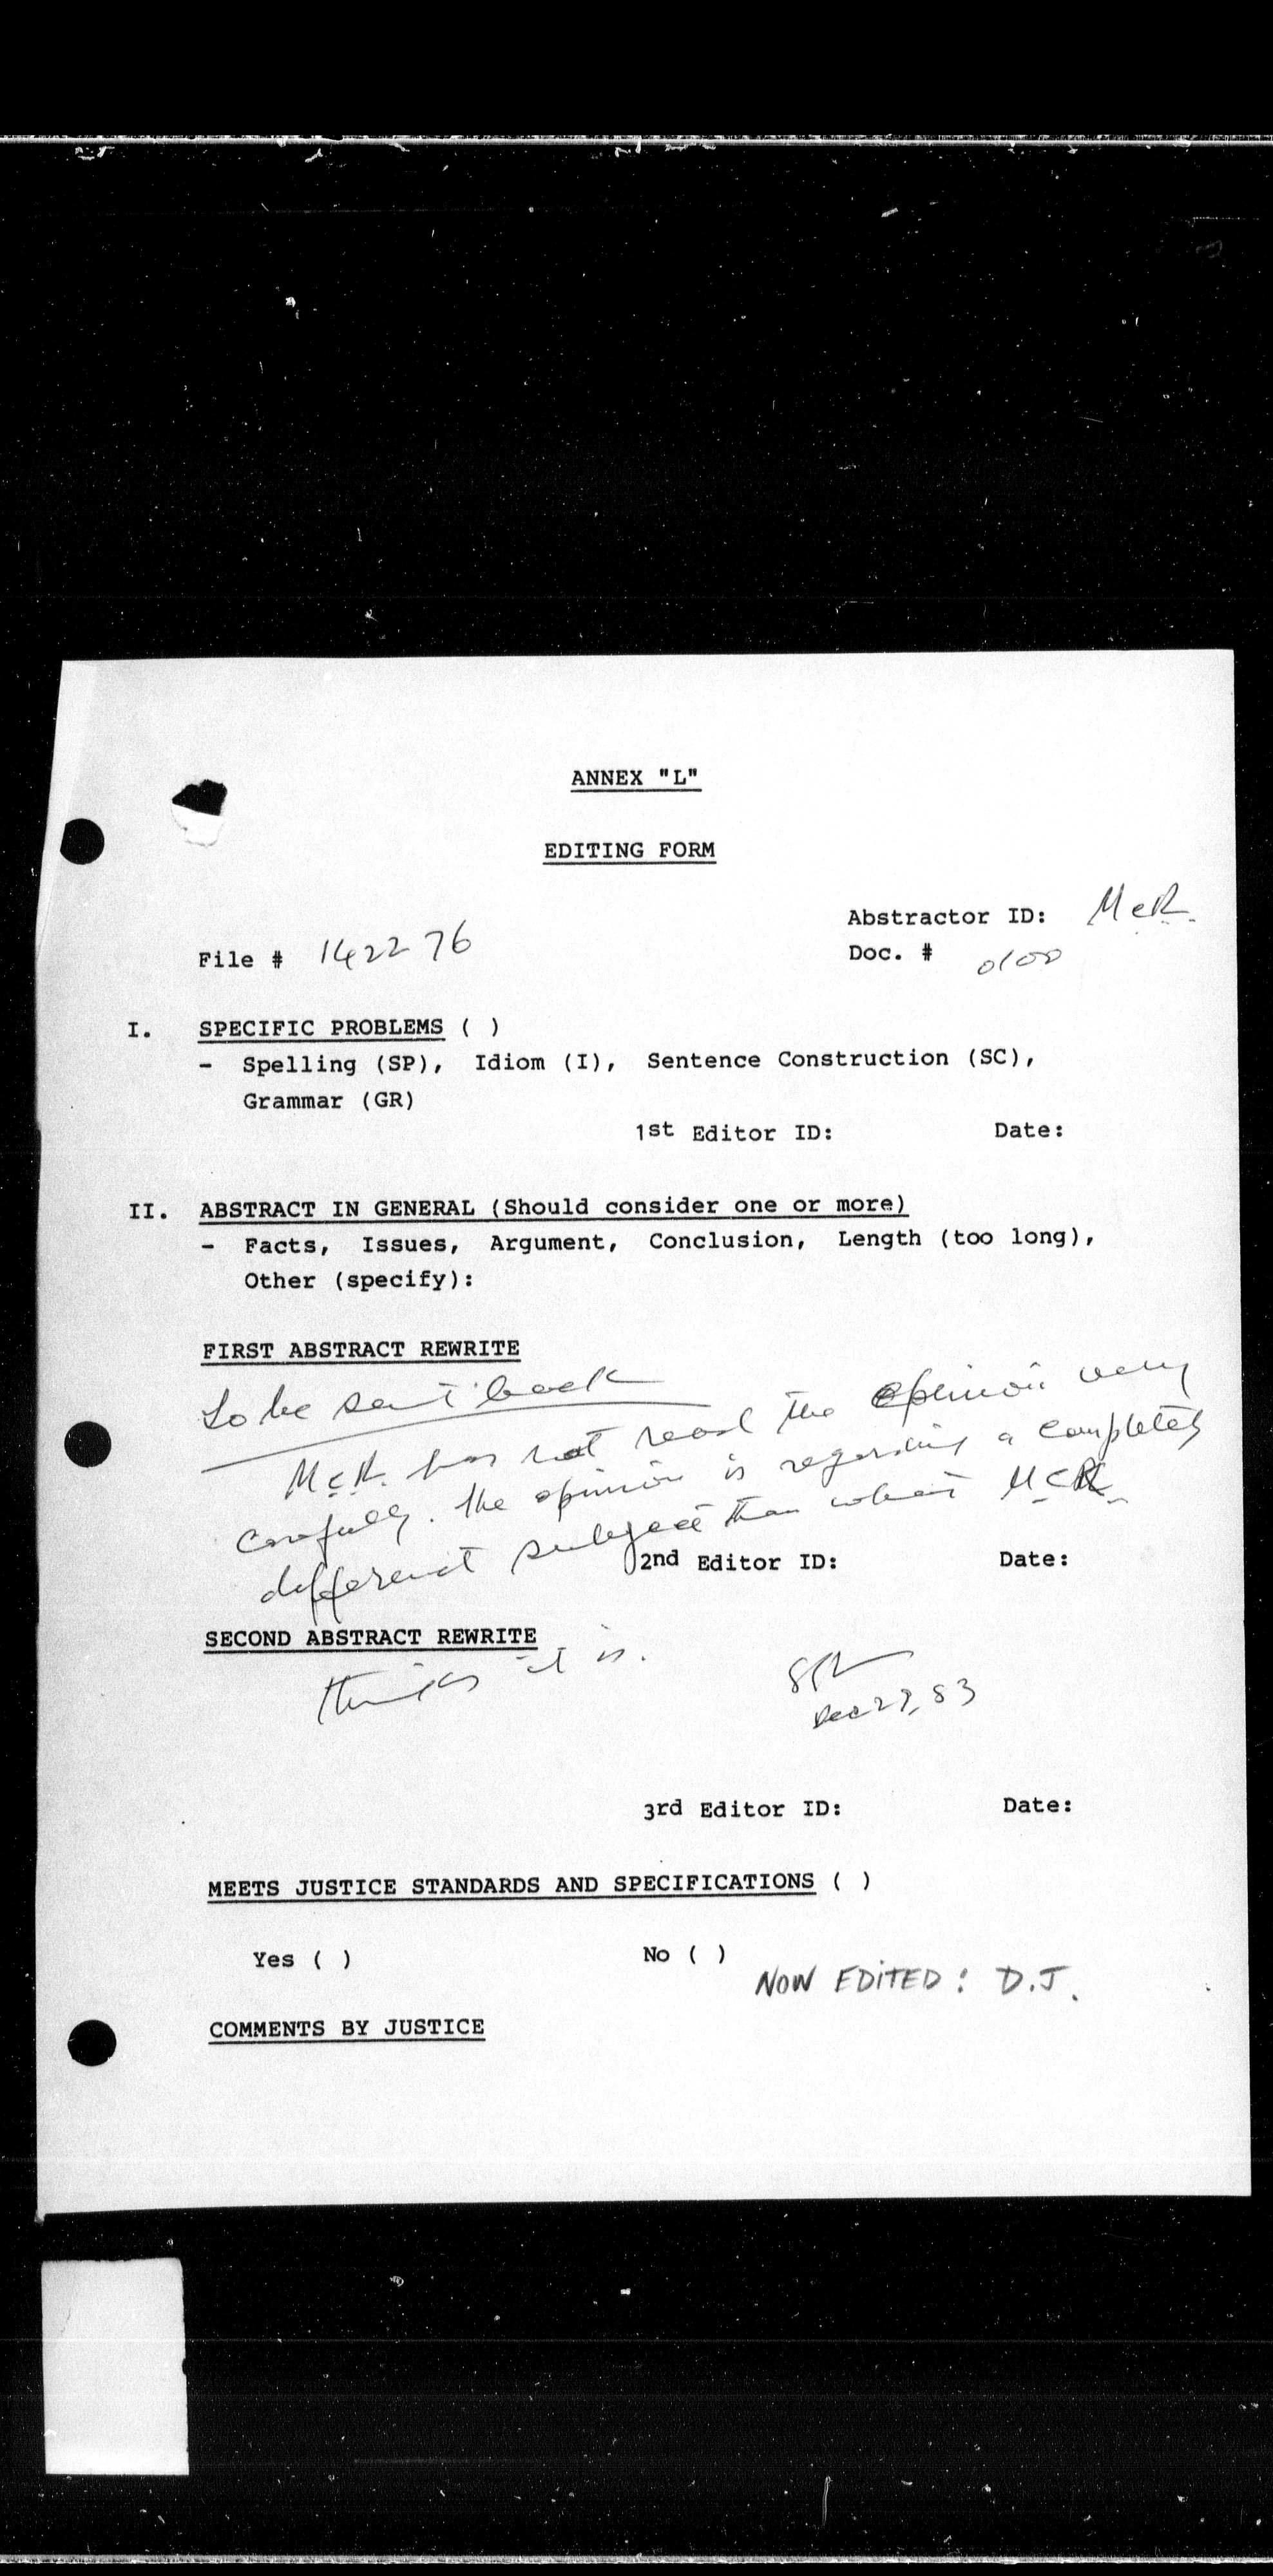 ANNEX "L"
EDITING FORM
Abstractor ID: McR.
File # 142276
Doc. # 0100
I. SPECIFIC PROBLEMS ( )
- Spelling (SP), Idiom (I), Sentence Construction (SC),
Grammar (GR)
1st Editor ID: Date:
II. ABSTRACT IN GENERAL (Should consider one or more)
- Facts, Issues, Argument, Conclusion, Length (too long),
Other (specify):
FIRST ABSTRACT REWRITE
To be sent back
McR. has not read the opinion very
carefully. The opinion is regarding a completely
different subject than what McR.
2nd Editor ID: Date:
SECOND ABSTRACT REWRITE
thinks it is.
Dec 27, 83
3rd Editor ID: Date:
MEETS JUSTICE STANDARDS AND SPECIFICATIONS ( )
Yes ( ) No ( )
NOW EDITED: D.J.
COMMENTS BY JUSTICE